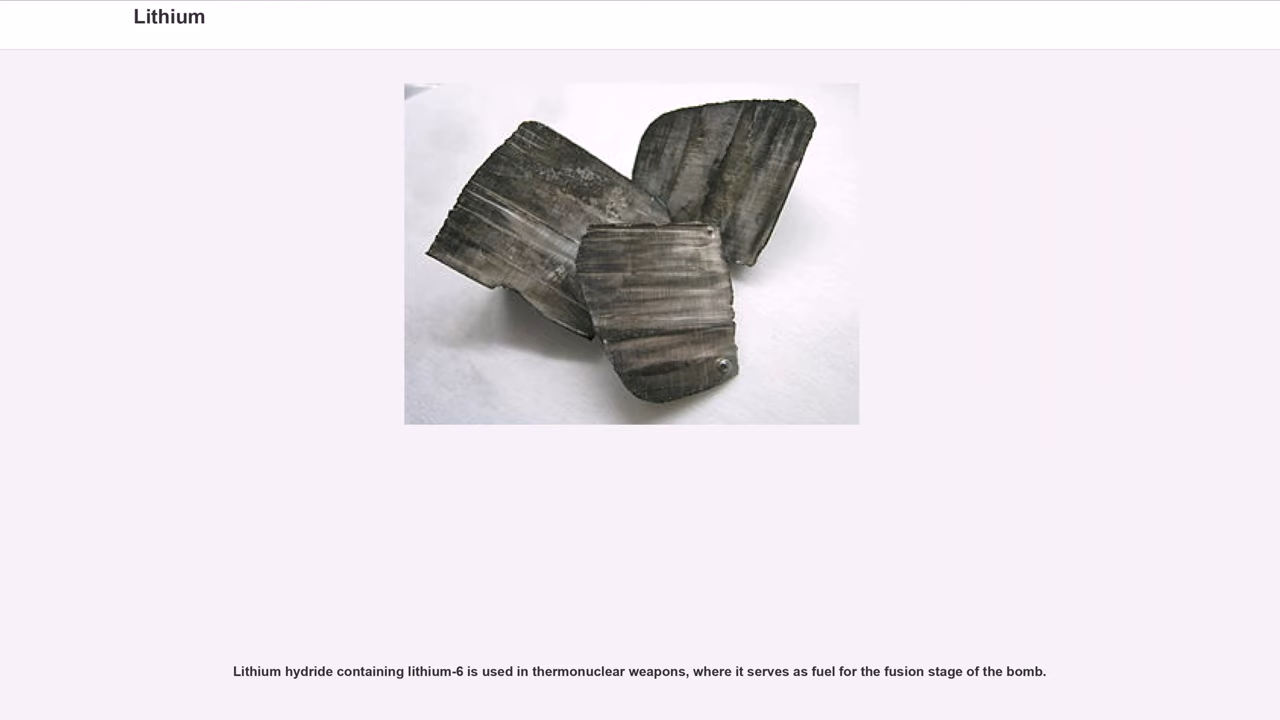 Lithium
Lithium hydride containing lithium-6 is used in thermonuclear weapons, where it serves as fuel for the fusion stage of the bomb.